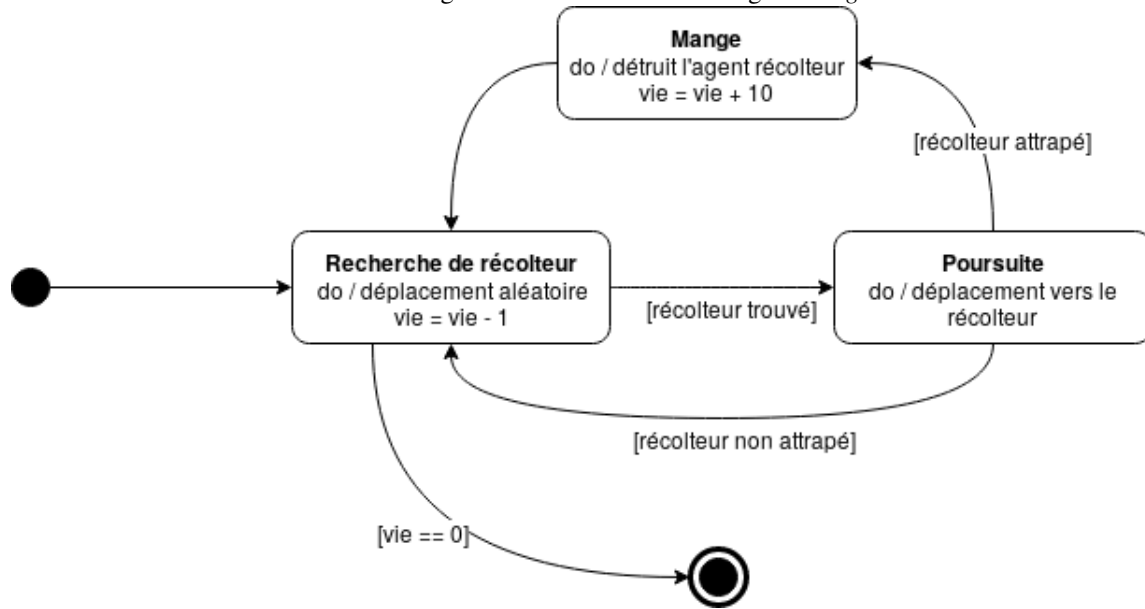 Mange
do / détruit l'agent récolteur
vie = vie + 10
[récolteur attrapé]
Recherche de récolteur
do / déplacement aléatoire
vie = vie - 1
[récolteur trouvé]
Poursuite
do / déplacement vers le
récolteur
[récolteur non attrapé]
[vie == 0]